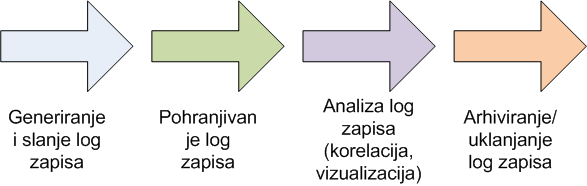 Generiranje
i slanje log
zapisa
Pohranjivan
je log
zapisa
Analiza log
zapisa
(korelacija,
vizualizacija)
Arhiviranje/
uklanjanje
log zapisa